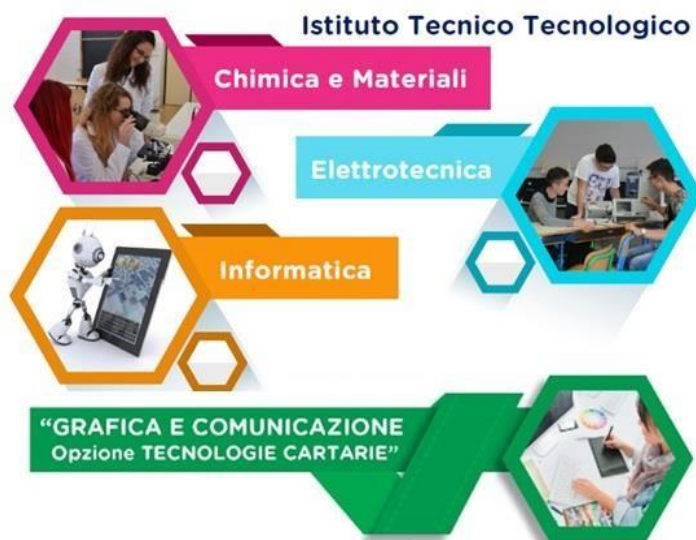 Istituto Tecnico Tecnologico
Chimica e Materiali
Elettrotecnica
Informatica
“GRAFICA E COMUNICAZIONE
Opzione TECNOLOGIE CARTARIE”